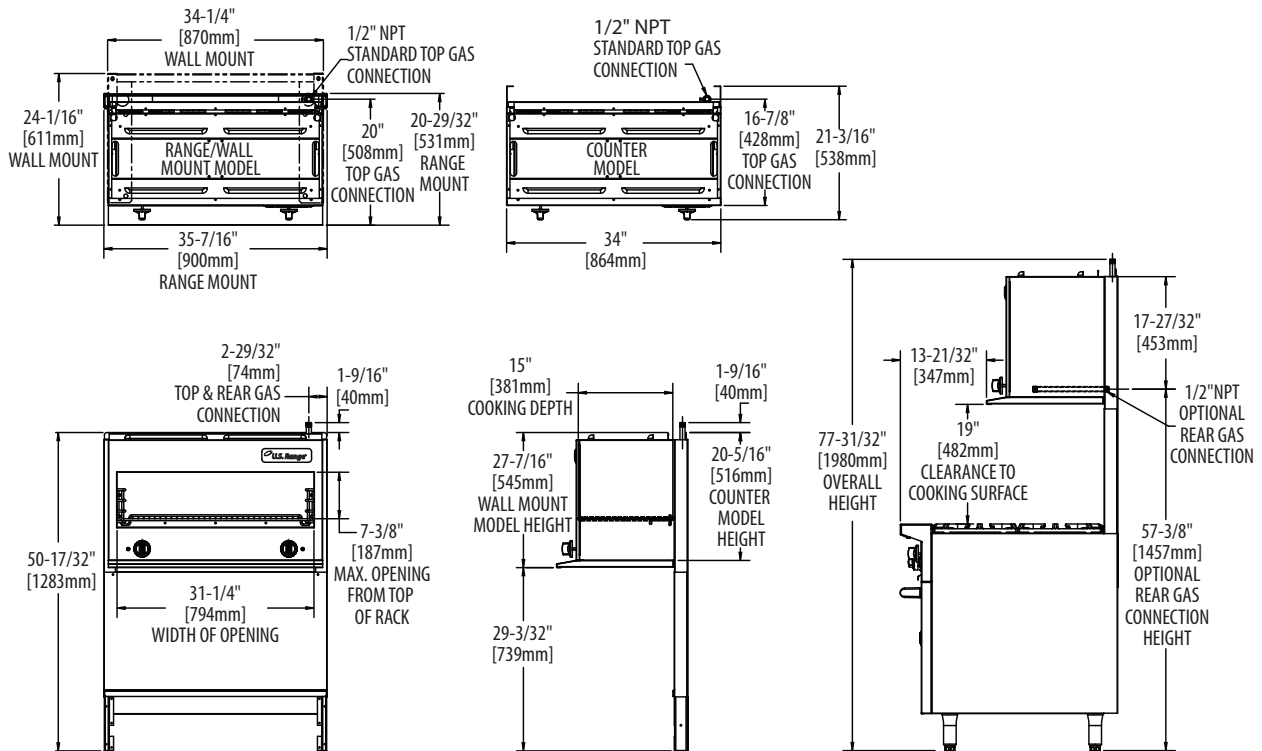 34-1/4"
[870mm]
WALL MOUNT
1/2" NPT
STANDARD TOP GAS
CONNECTION
24-1/16"
[611mm]
WALL MOUNT
RANGE/WALL
MOUNT MODEL
20"
[508mm]
TOP GAS
CONNECTION
20-29/32"
[531mm]
RANGE
MOUNT
35-7/16"
[900mm]
RANGE MOUNT
1/2" NPT
STANDARD TOP GAS
CONNECTION
COUNTER
MODEL
16-7/8"
[428mm]
TOP GAS
CONNECTION
21-3/16"
[538mm]
34"
[864mm]
2-29/32"
[74mm]
TOP & REAR GAS
CONNECTION
1-9/16"
[40mm]
U.S. Range
50-17/32"
[1283mm]
7-3/8"
[187mm]
MAX. OPENING
FROM TOP
OF RACK
31-1/4"
[794mm]
WIDTH OF OPENING
15"
[381mm]
COOKING DEPTH
1-9/16"
[40mm]
27-7/16"
[545mm]
WALL MOUNT
MODEL HEIGHT
20-5/16"
[516mm]
COUNTER
MODEL
HEIGHT
29-3/32"
[739mm]
17-27/32"
[453mm]
13-21/32"
[347mm]
1/2"NPT
OPTIONAL
REAR GAS
CONNECTION
77-31/32"
[1980mm]
OVERALL
HEIGHT
19"
[482mm]
CLEARANCE TO
COOKING SURFACE
57-3/8"
[1457mm]
OPTIONAL
REAR GAS
CONNECTION
HEIGHT